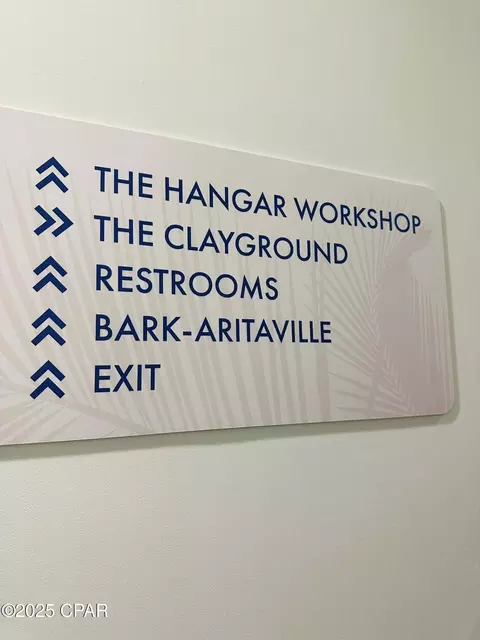 THE HANGAR WORKSHOP
THE CLAYGROUND
RESTROOMS
BARK-ARITAVILLE
EXIT
©2025 CPAR